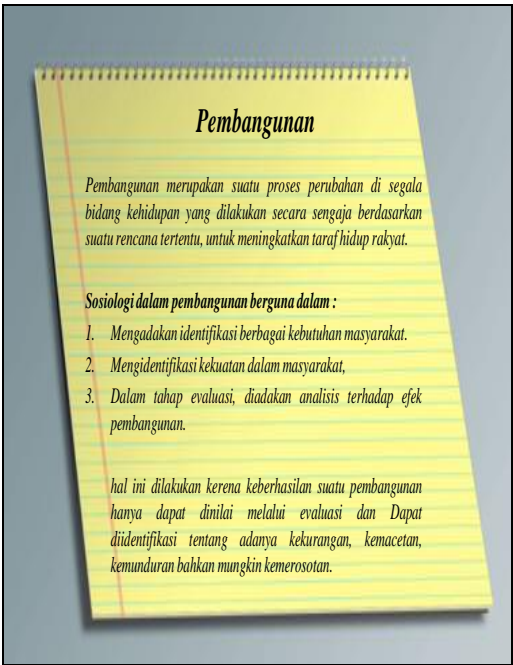 Pembangunan
Pembangunan merupakan suatu proses perubahan di segala
bidang kehidupan yang dilakukan secara sengaja berdasarkan
suatu rencana tertentu, untuk meningkatkan taraf hidup rakyat.
Sosiologi dalam pembangunan berguna dalam :
1. Mengadakan identifikasi berbagai kebutuhan masyarakat.
2. Mengidentifikasi kekuatan dalam masyarakat,
3. Dalam tahap evaluasi, diadakan analisis terhadap efek
pembangunan.
hal ini dilakukan kerena keberhasilan suatu pembangunan
hanya dapat dinilai melalui evaluasi dan Dapat
diidentifikasi tentang adanya kekurangan, kemacetan,
kemunduran bahkan mungkin kemerosotan.